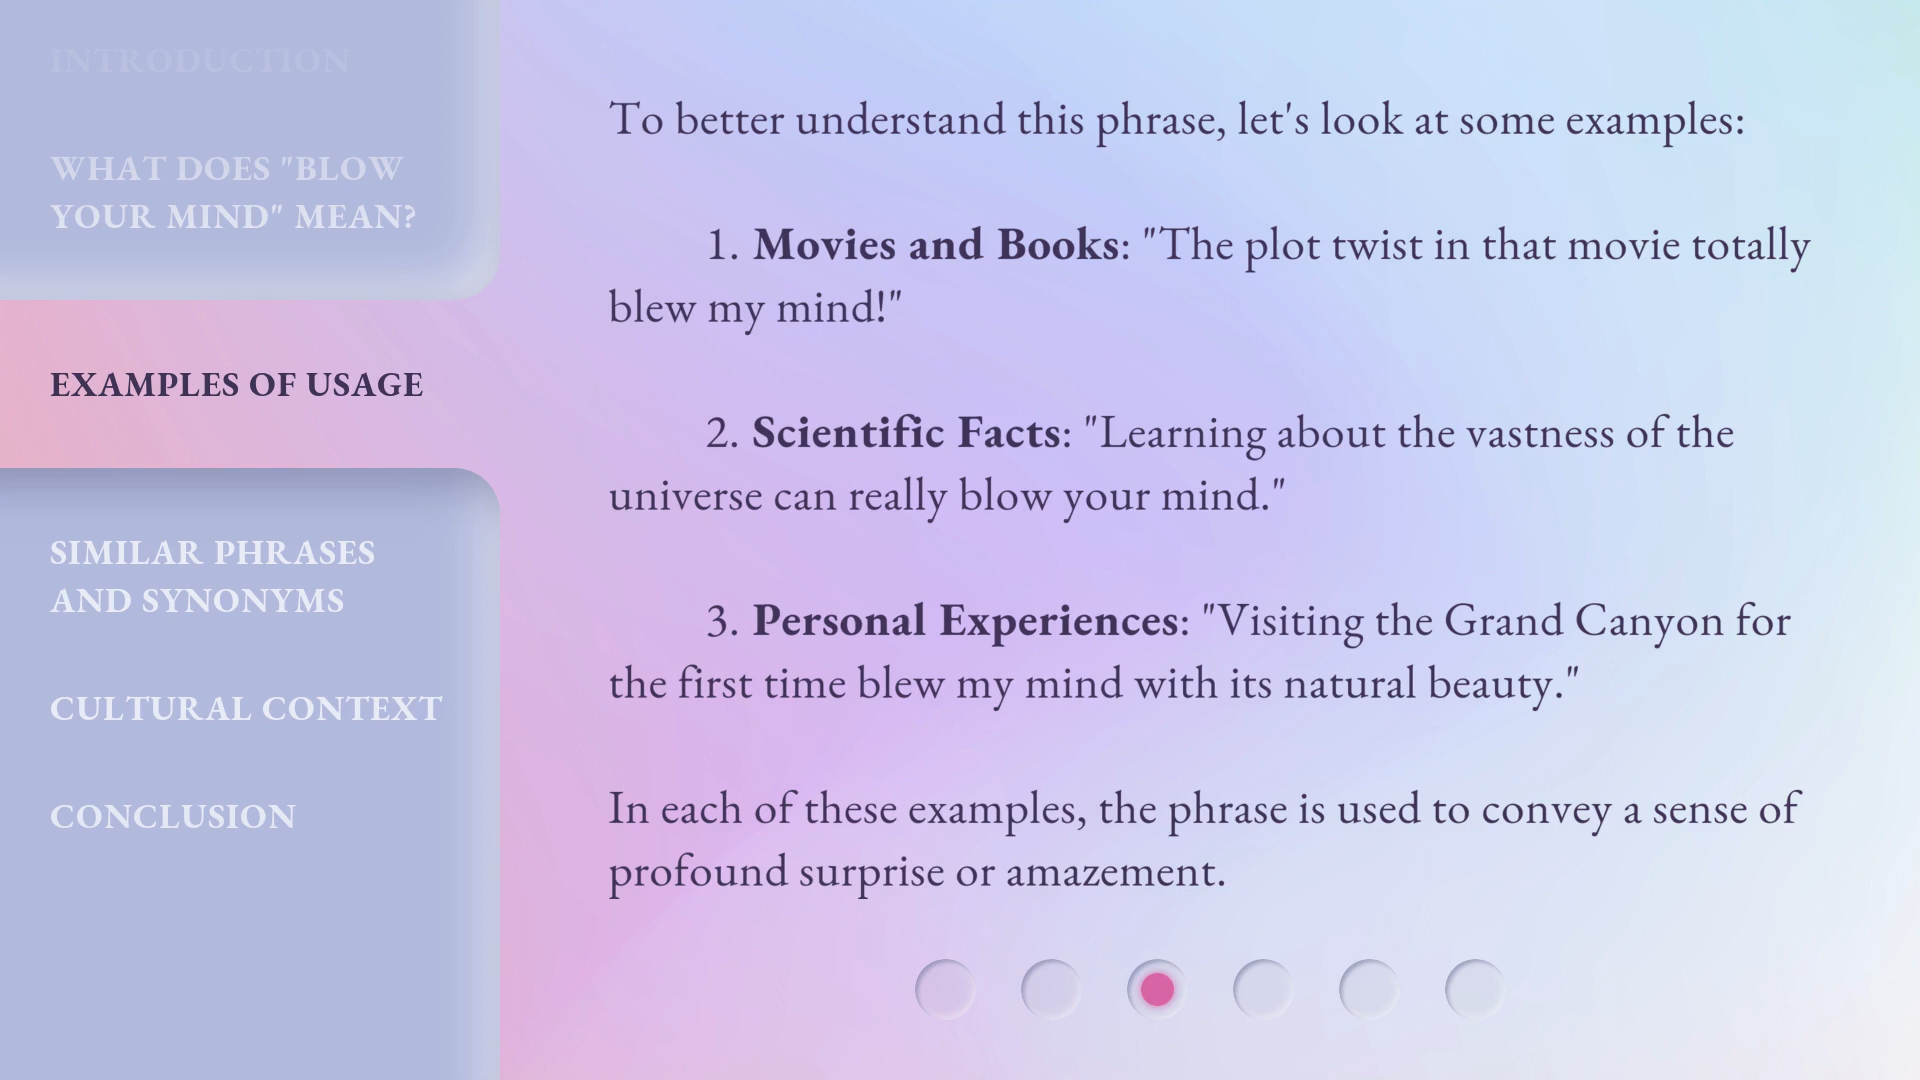 INTRODUCTION
WHAT DOES "BLOW
YOUR MIND" MEAN?
EXAMPLES OF USAGE
SIMILAR PHRASES
AND SYNONYMS
CULTURAL CONTEXT
CONCLUSION
To better understand this phrase, let's look at some examples:
1. Movies and Books: "The plot twist in that movie totally
blew my mind!"
2. Scientific Facts: "Learning about the vastness of the
universe can really blow your mind."
3. Personal Experiences: "Visiting the Grand Canyon for
the first time blew my mind with its natural beauty."
In each of these examples, the phrase is used to convey a sense of
profound surprise or amazement.